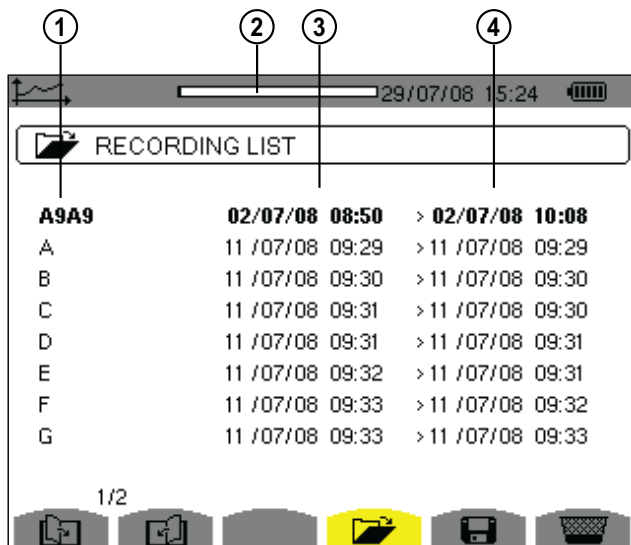 1 2 3 4
29/07/08 15:24
RECORDING LIST
A9A9 02/07/08 08:50 > 02/07/08 10:08
A 11 /07/08 09:29 >11 /07/08 09:29
B 11 /07/08 09:30 >11 /07/08 09:30
C 11 /07/08 09:31 >11 /07/08 09:30
D 11 /07/08 09:31 >11 /07/08 09:31
E 11 /07/08 09:32 >11 /07/08 09:31
F 11 /07/08 09:33 >11 /07/08 09:32
G 11 /07/08 09:33 >11 /07/08 09:33
1/2